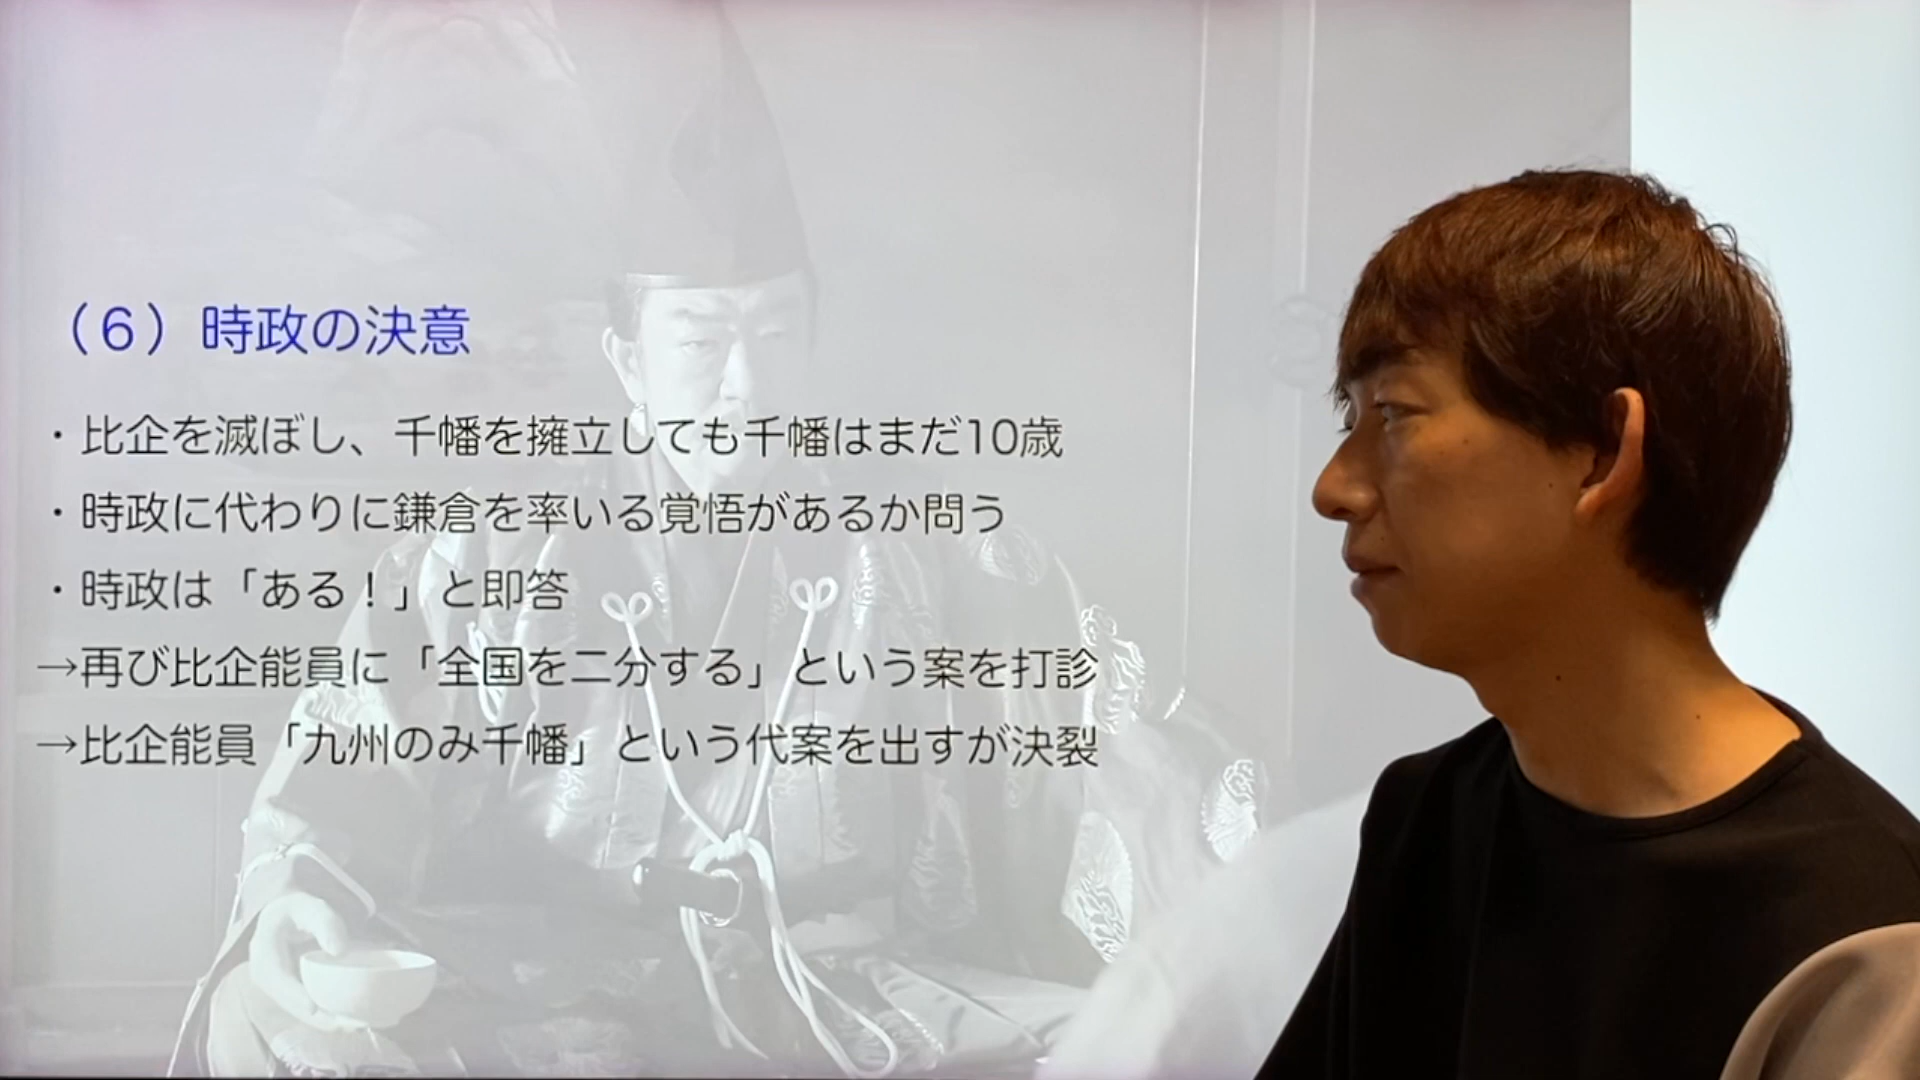 （６）時政の決意
・比企を滅ぼし、千幡を擁立しても千幡はまだ10歳
・時政に代わりに鎌倉を率いる覚悟があるか問う
・時政は「ある！」と即答
→再び比企能員に「全国を二分する」という案を打診
→比企能員「九州のみ千幡」という代案を出すが決裂